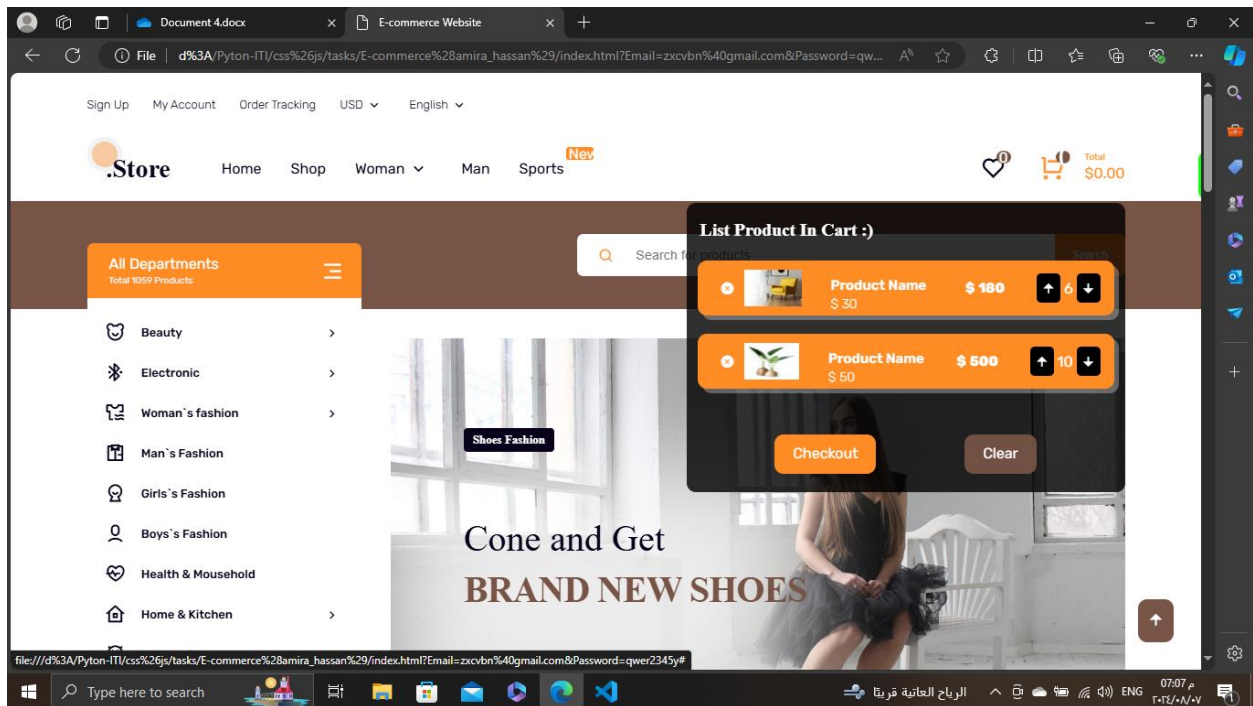 Document 4.docx
E-commerce Website
File d%3A/Pyton-ITI/css%26js/tasks/E-commerce%28amira_hassan%29/index.html?Email=zxcvbn%40gmail.com&Password=qw...
Sign Up My Account Order Tracking USD English
.Store Home Shop Woman Man Sports New
0
Total
$0.00
List Product In Cart :)
Search for products
Search
All Departments
Total 1059 Products
Product Name $ 180 6
$ 30
Product Name $ 500 10
$ 50
Checkout Clear
Beauty
Electronic
Woman`s fashion
Man`s Fashion
Girls`s Fashion
Boys`s Fashion
Health & Mousehold
Home & Kitchen
Shoes Fashion
Cone and Get
BRAND NEW SHOES
file:///d%3A/Pyton-ITI/css%26js/tasks/E-commerce%28amira_hassan%29/index.html?Email=zxcvbn%40gmail.com&Password=qwer2345y#
Type here to search
الرياح العاتية قريبًا
ENG
07:07 م
٢٠٢٤/٠٨/٠٧
1